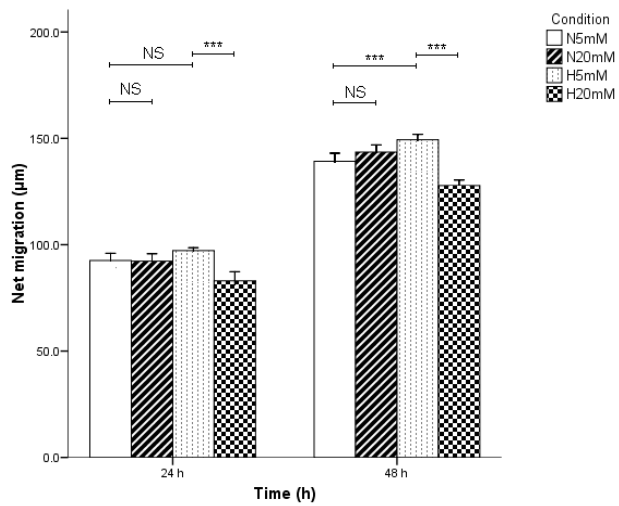 Condition
N5mM
N20mM
H5mM
H20mM
200.0
150.0
100.0
50.0
0.0
Net migration (µm)
NS
***
NS
***
***
NS
24 h
48 h
Time (h)